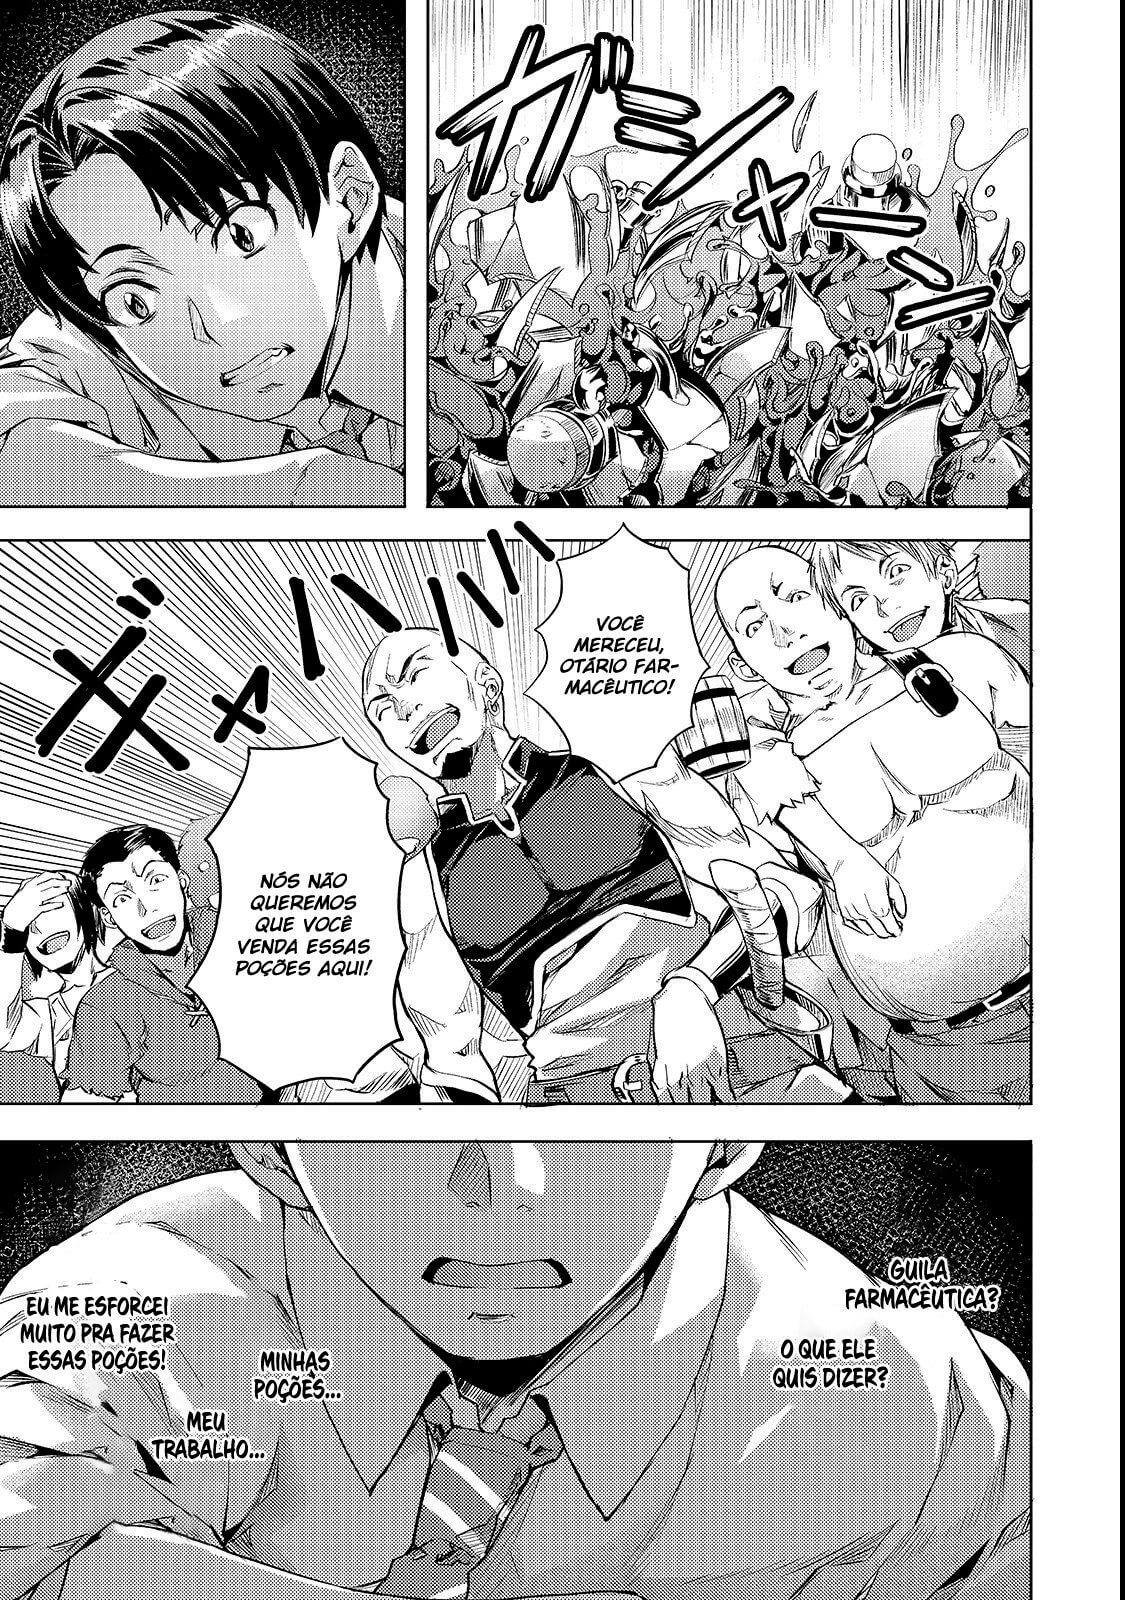 ガシャーン
VOCÊ
MERECEU,
OTÁRIO FAR-
MACÊUTICO!
ギャハハハ
NÓS NÃO
QUEREMOS
QUE VOCÊ
VENDA ESSAS
POÇÕES AQUI!
GUILA
FARMACÊUTICA?
O QUE ELE
QUIS DIZER?
MINHAS
POÇÕES...
MEU
TRABALHO...
EU ME ESFORCEI
MUITO PRA FAZER
ESSAS POÇÕES!